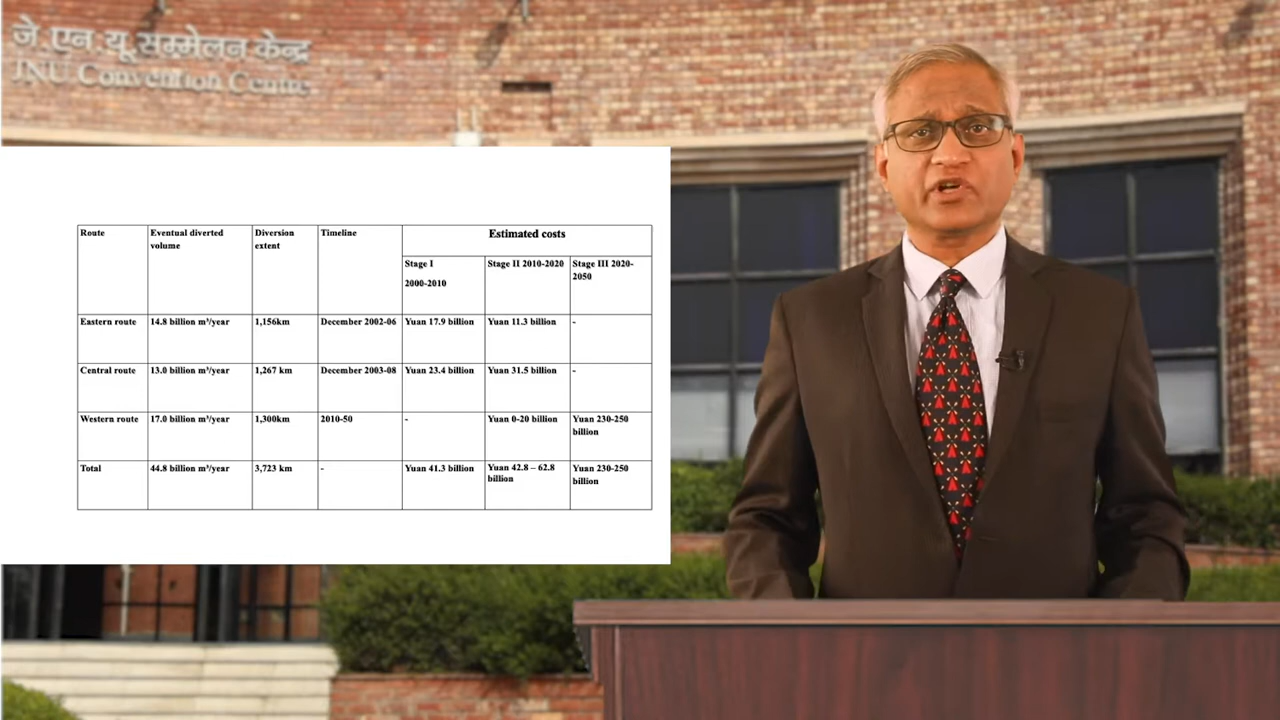 जे.एन.यू.सम्मेलन केन्द्र
JNU Convention Centre
Route
Eventual diverted
volume
Diversion
extent
Timeline
Estimated costs
Stage I
2000-2010
Stage II 2010-2020
Stage III 2020-
2050
Eastern route
14.8 billion m³/year
1,156km
December 2002-06
Yuan 17.9 billion
Yuan 11.3 billion
-
Central route
13.0 billion m³/year
1,267 km
December 2003-08
Yuan 23.4 billion
Yuan 31.5 billion
-
Western route
17.0 billion m³/year
1,300km
2010-50
-
Yuan 0-20 billion
Yuan 230-250
billion
Total
44.8 billion m³/year
3,723 km
-
Yuan 41.3 billion
Yuan 42.8 – 62.8
billion
Yuan 230-250
billion